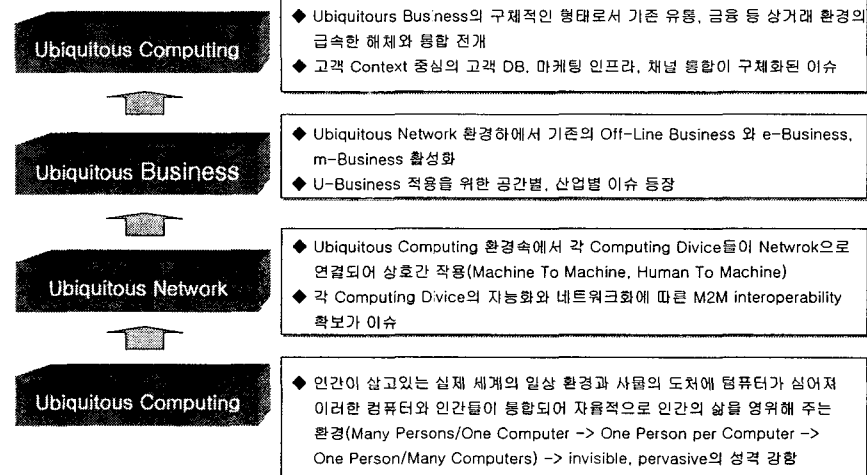 Ubiquitous Computing
◆ Ubiquitours Business의 구체적인 형태로서 기존 유통, 금융 등 상거래 환경의
급속한 해체와 통합 전개
◆ 고객 Context 중심의 고객 DB, 마케팅 인프라, 채널 통합이 구체화된 이슈
Ubiquitous Business
◆ Ubiquitous Network 환경하에서 기존의 Off-Line Business 와 e-Business,
m-Business 활성화
◆ U-Business 적용을 위한 공간별, 산업별 이슈 등장
Ubiquitous Network
◆ Ubiquitous Computing 환경속에서 각 Computing Divice들이 Netwrok으로
연결되어 상호간 작용(Machine To Machine, Human To Machine)
◆ 각 Computing Divice의 지능화와 네트워크화에 따른 M2M interoperability
확보가 이슈
Ubiquitous Computing
◆ 인간이 살고있는 실제 세계의 일상 환경과 사물의 도처에 텀퓨터가 심어져
이러한 컴퓨터와 인간들이 통합되어 자율적으로 인간의 삶을 영위해 주는
환경(Many Persons/One Computer -> One Person per Computer ->
One Person/Many Computers) -> invisible, pervasive의 성격 강함